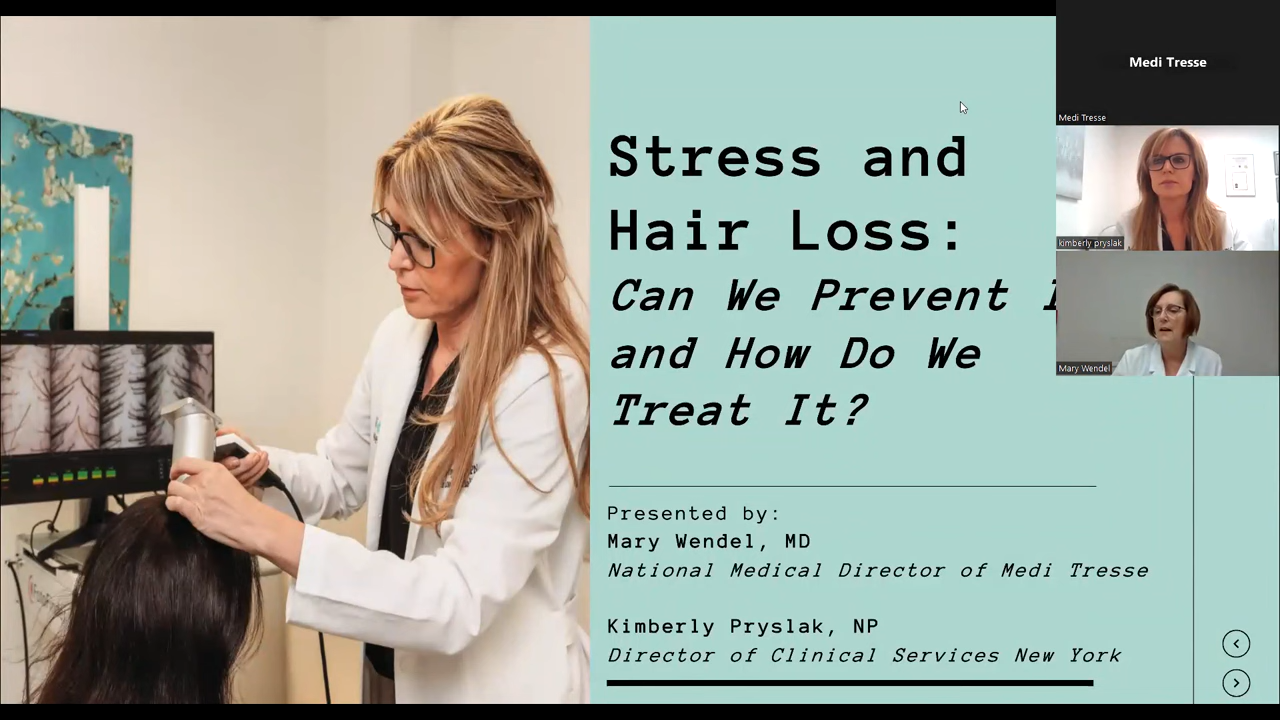 Stress and
Hair Loss:
Can We Prevent
and How Do We
Treat It?
Presented by:
Mary Wendel, MD
National Medical Director of Medi Tresse
Kimberly Pryslak, NP
Director of Clinical Services New York
Medi Tresse
Medi Tresse
kimberly pryslak
Mary Wendel